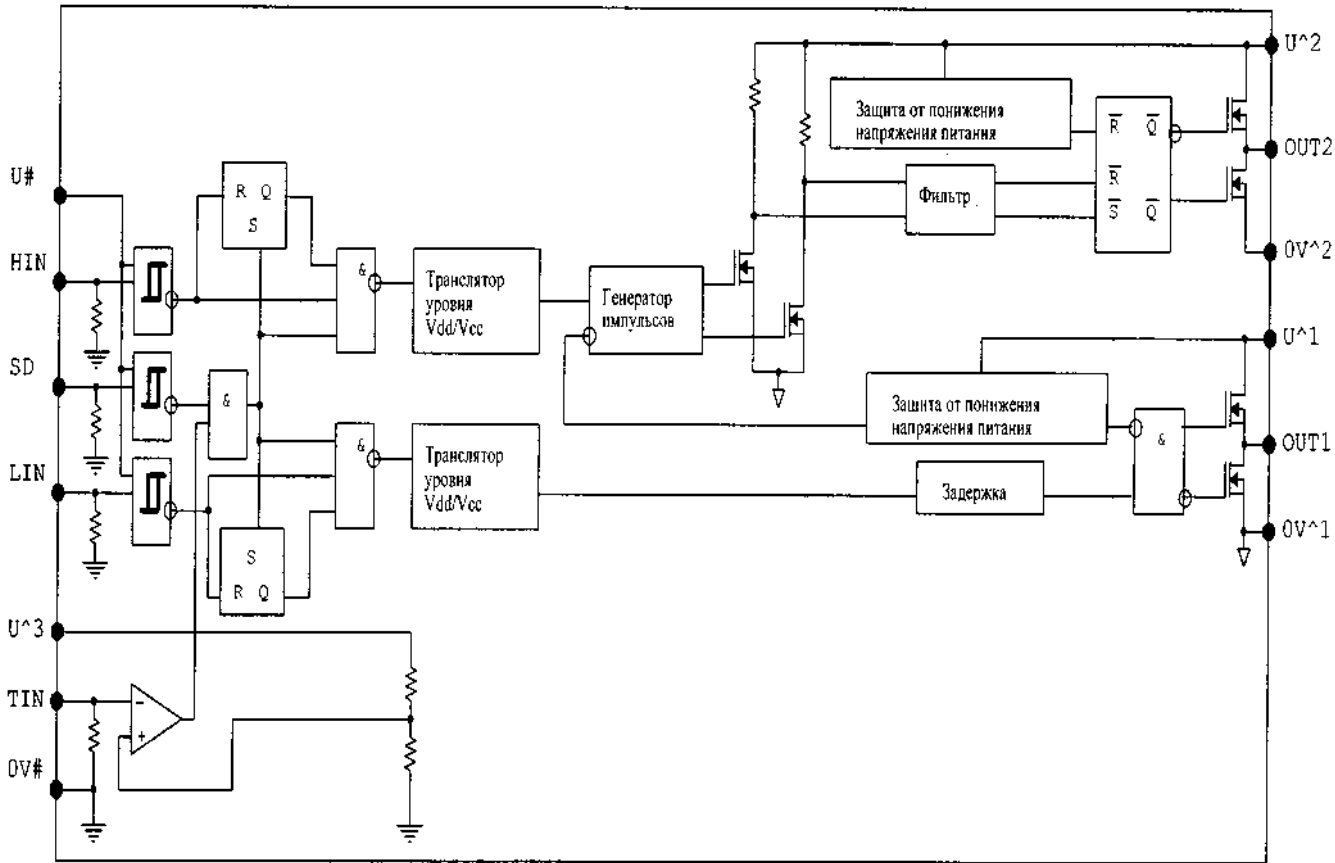 U^2
Защита от понижения
напряжения питания
R Q
OUT2
U#
R Q
S
Фильтр
R
S Q
HIN
0V^2
&
Транслятор
уровня
Vdd/Vcc
Генератор
импульсов
U^1
SD
&
Защита от понижения
напряжения питания
&
OUT1
LIN
&
Транслятор
уровня
Vdd/Vcc
Задержка
0V^1
S
R Q
U^3
TIN
-
+
0V#